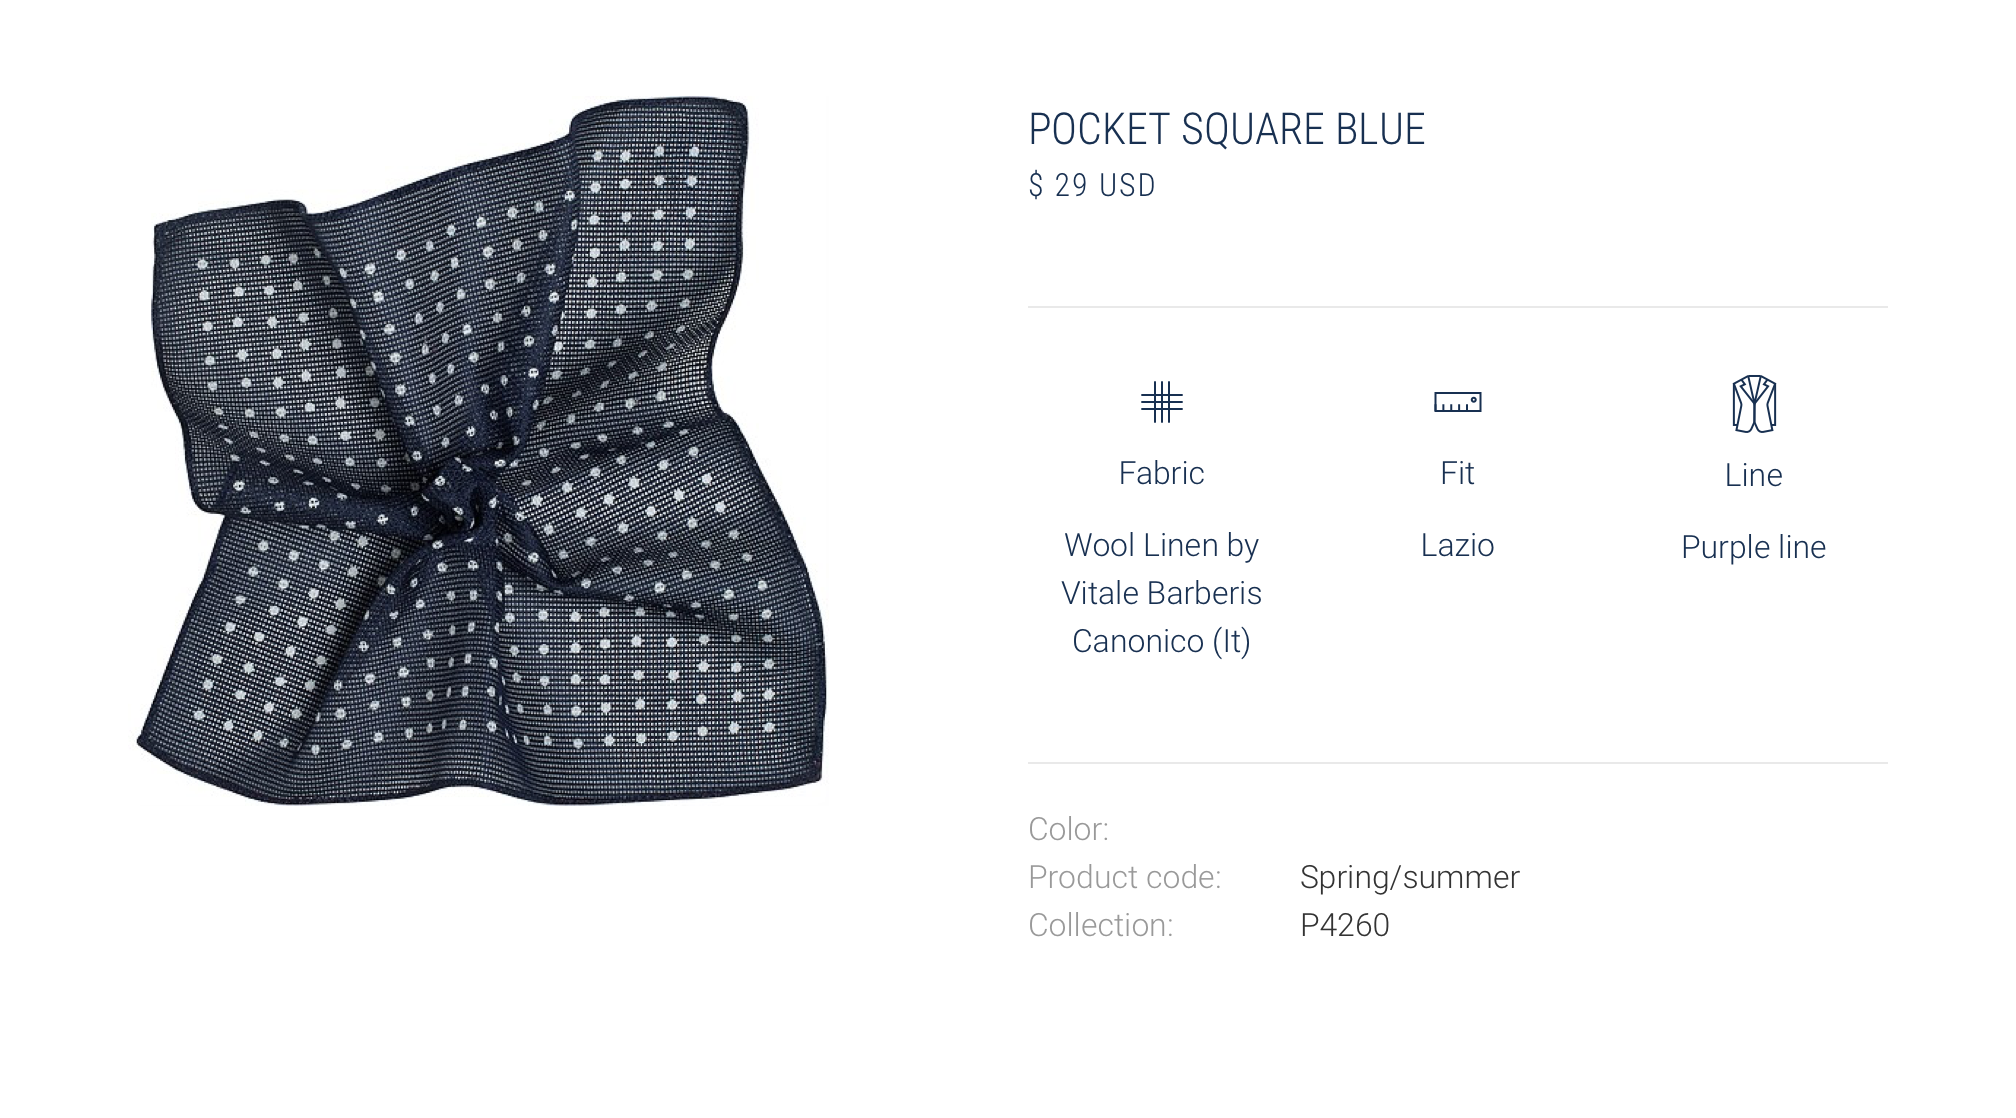 POCKET SQUARE BLUE
$ 29 USD
Fabric
Wool Linen by
Vitale Barberis
Canonico (It)
Fit
Lazio
Line
Purple line
Color:
Product code: Spring/summer
Collection: P4260